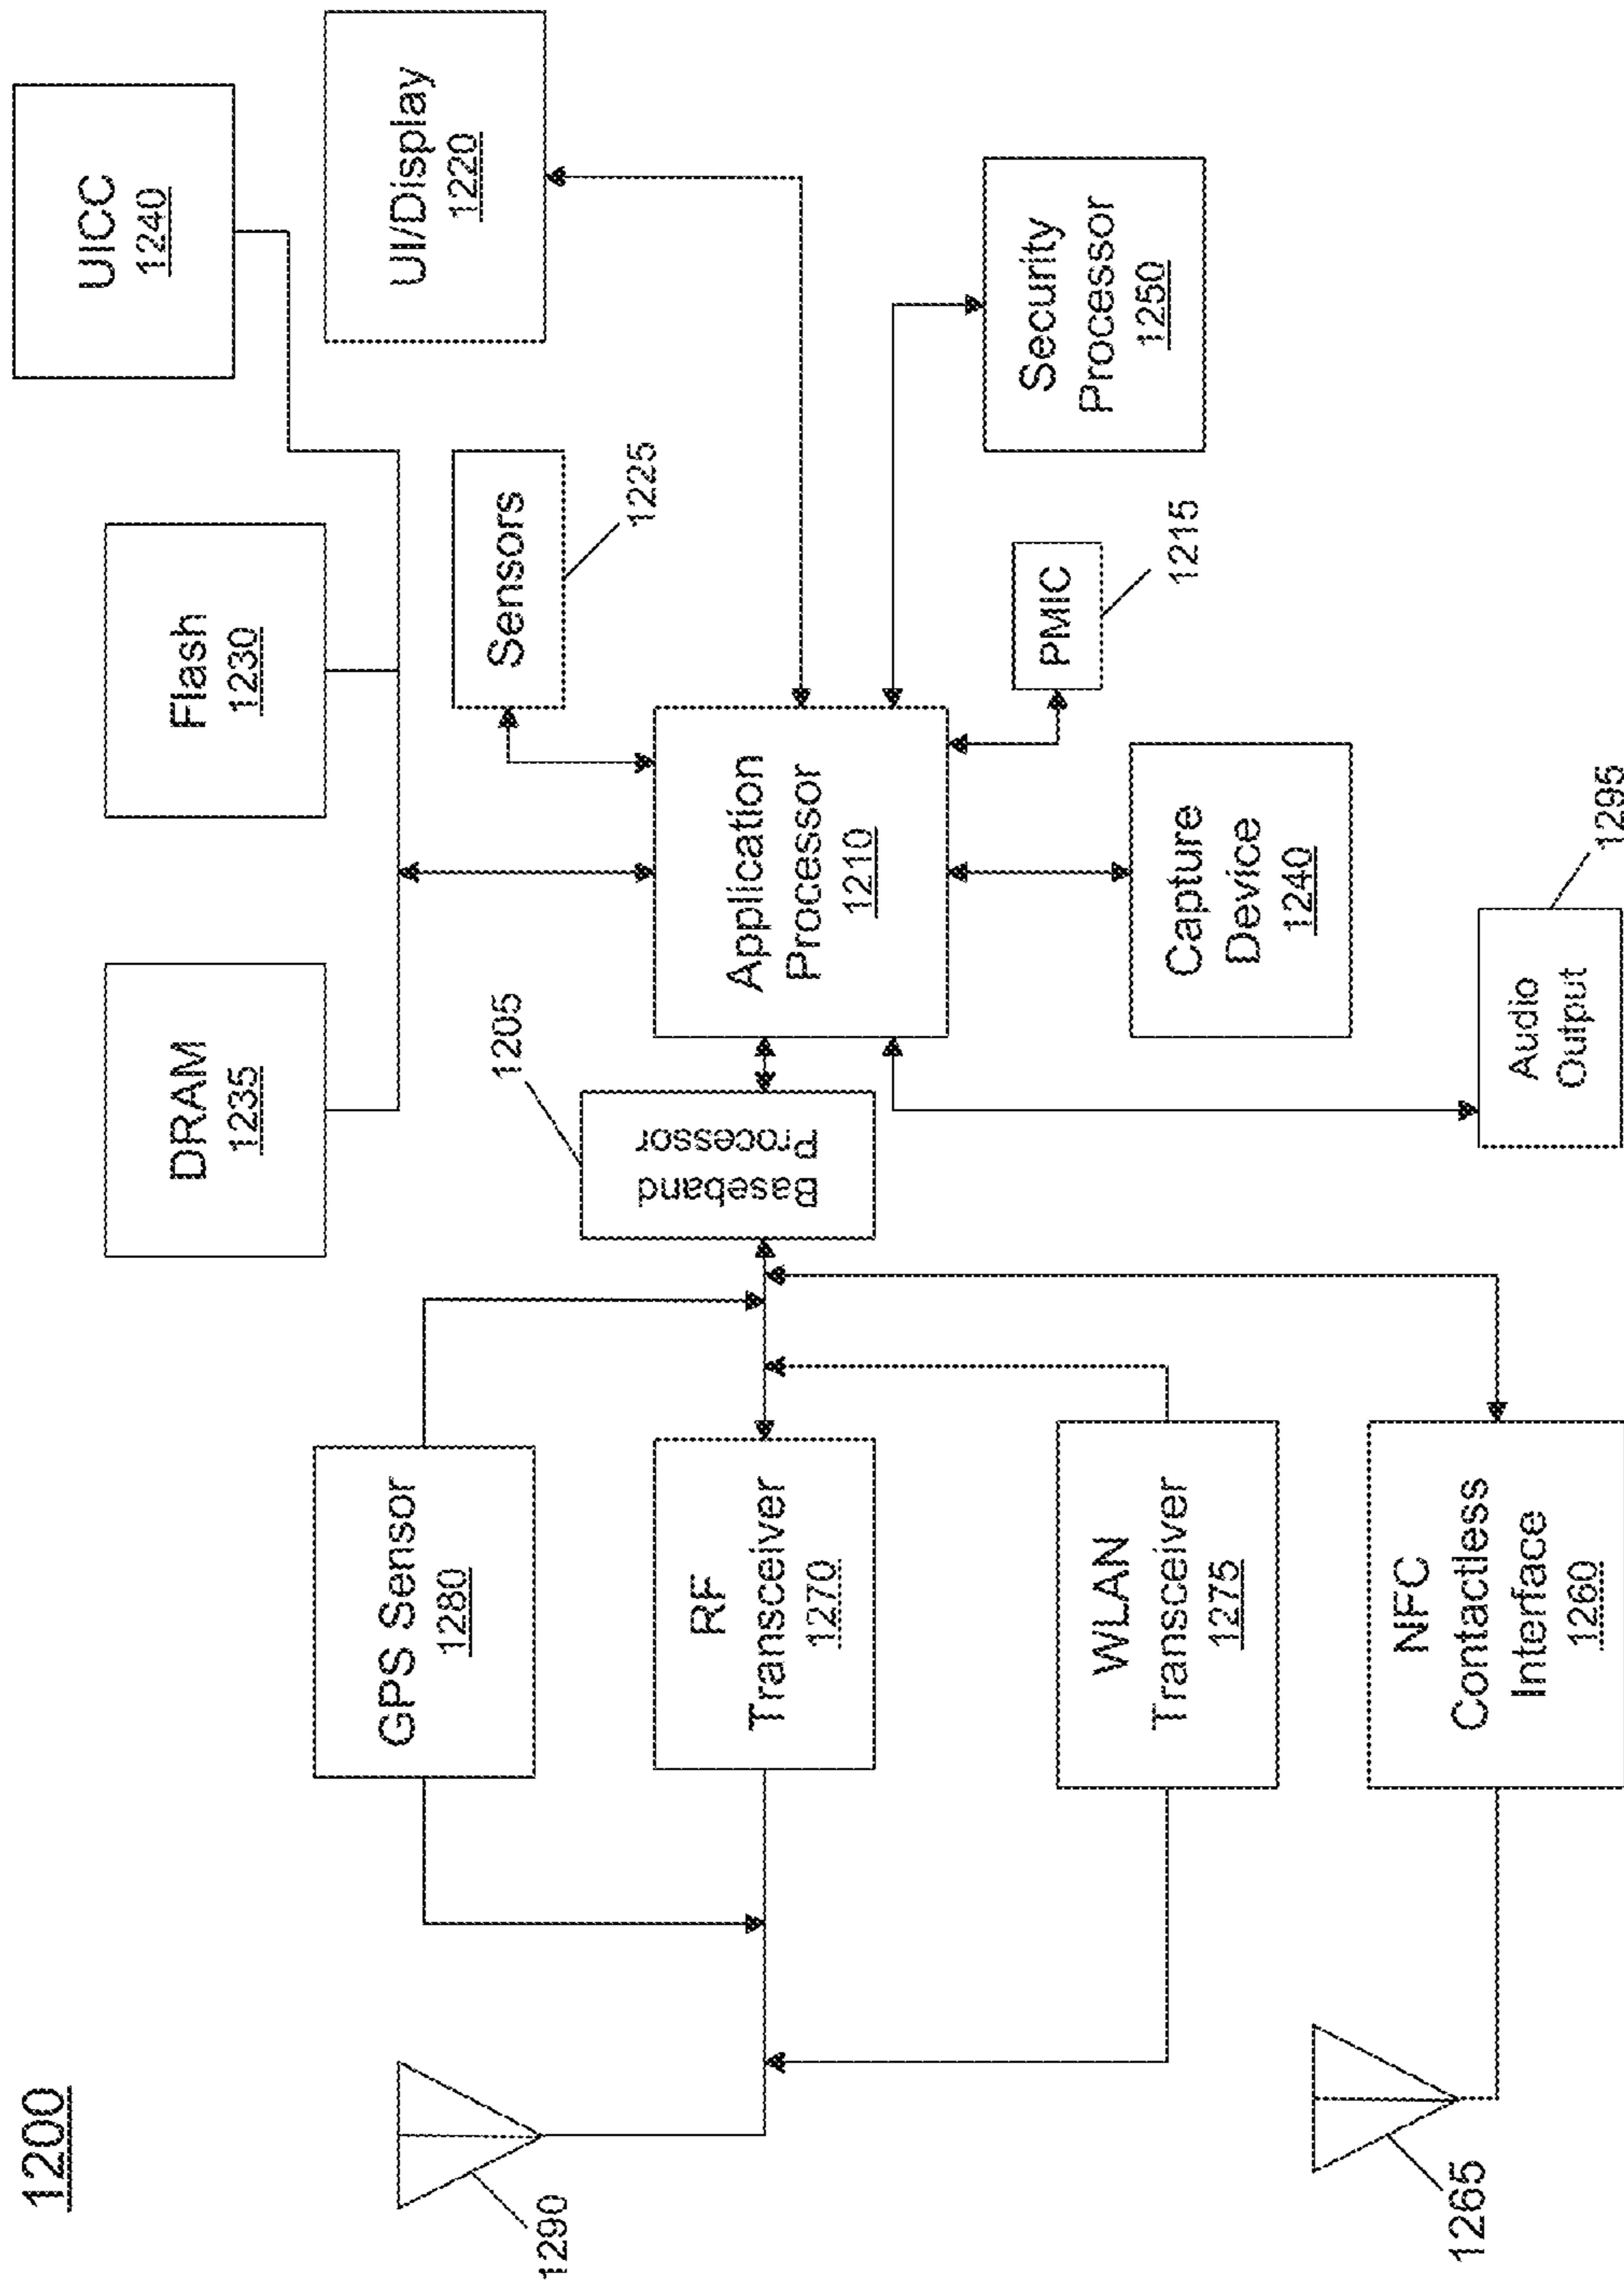 1200
DRAM
1235
Flash
1230
UICC
1240
UI/Display
1220
Sensors
1225
GPS Sensor
1280
1205
Baseband
Processor
Application
Processor
1210
RF
Transceiver
1270
1290
Security
Processor
1250
PMIC
1215
WLAN
Transceiver
1275
Capture
Device
1240
NFC
Contactless
Interface
1260
1265
Audio
Output
1295